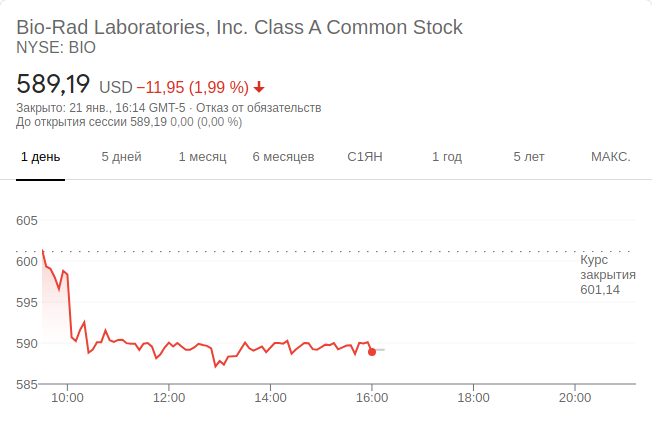 Bio-Rad Laboratories, Inc. Class A Common Stock
NYSE: BIO
589,19 USD −11,95 (1,99 %)
Закрыто: 21 янв., 16:14 GMT-5 · Отказ от обязательств
До открытия сессии 589,19 0,00 (0,00 %)
1 день 5 дней 1 месяц 6 месяцев С1ЯН 1 год 5 лет МАКС.
605
600
595
590
585
Курс
закрытия
601,14
10:00 12:00 14:00 16:00 18:00 20:00